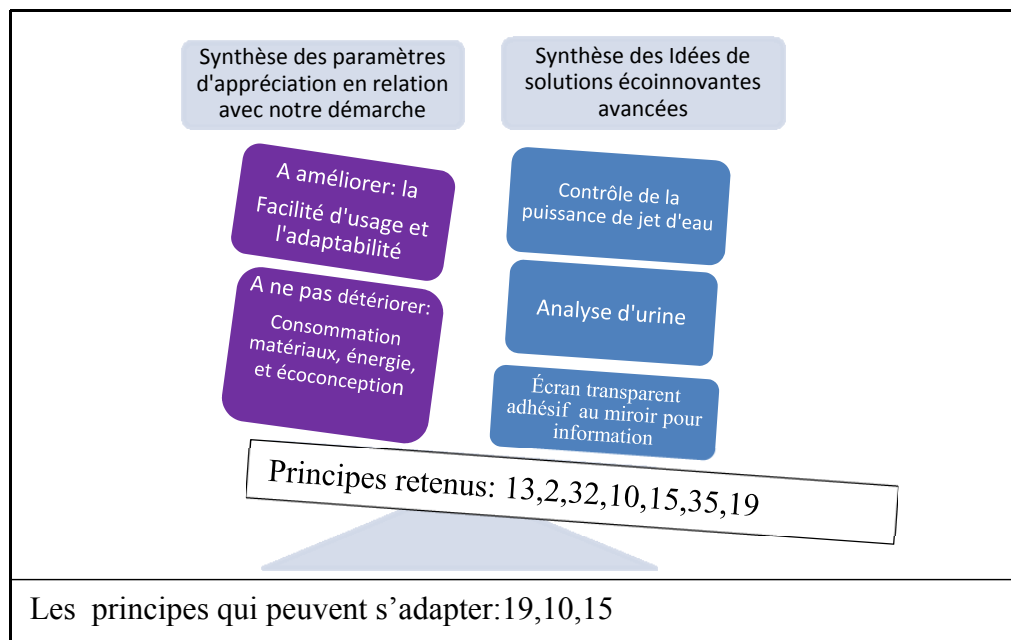 Synthèse des paramètres
d'appréciation en relation
avec notre démarche
Synthèse des Idées de
solutions écoinnovantes
avancées
A améliorer: la
Facilité d'usage et
l'adaptabilité
A ne pas détériorer:
Consommation
matériaux, énergie,
et écoconception
Contrôle de la
puissance de jet d'eau
Analyse d'urine
Écran transparent
adhésif au miroir pour
information
Principes retenus: 13,2,32,10,15,35,19
Les principes qui peuvent s’adapter:19,10,15